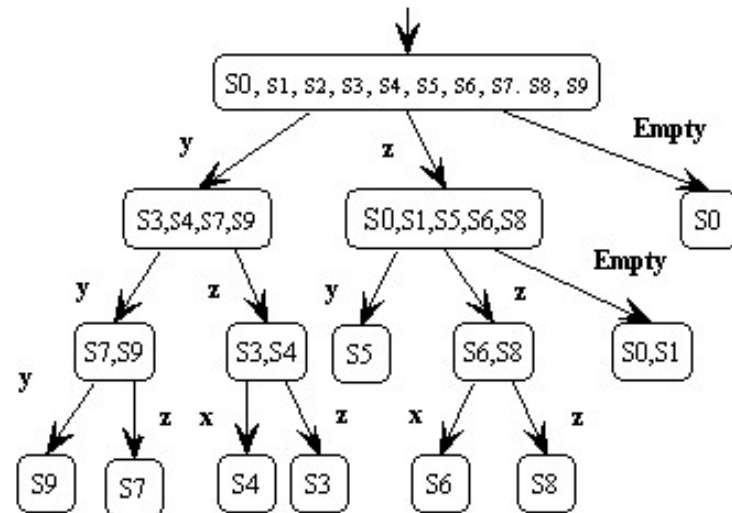 S0, S1, S2, S3, S4, S5, S6, S7. S8, S9
y
z
Empty
S3,S4,S7,S9
S0,S1,S5,S6,S8
S0
y
z
y
z
Empty
S7,S9
S3,S4
S5
S6,S8
S0,S1
y
z
x
z
x
z
S9
S7
S4
S3
S6
S8